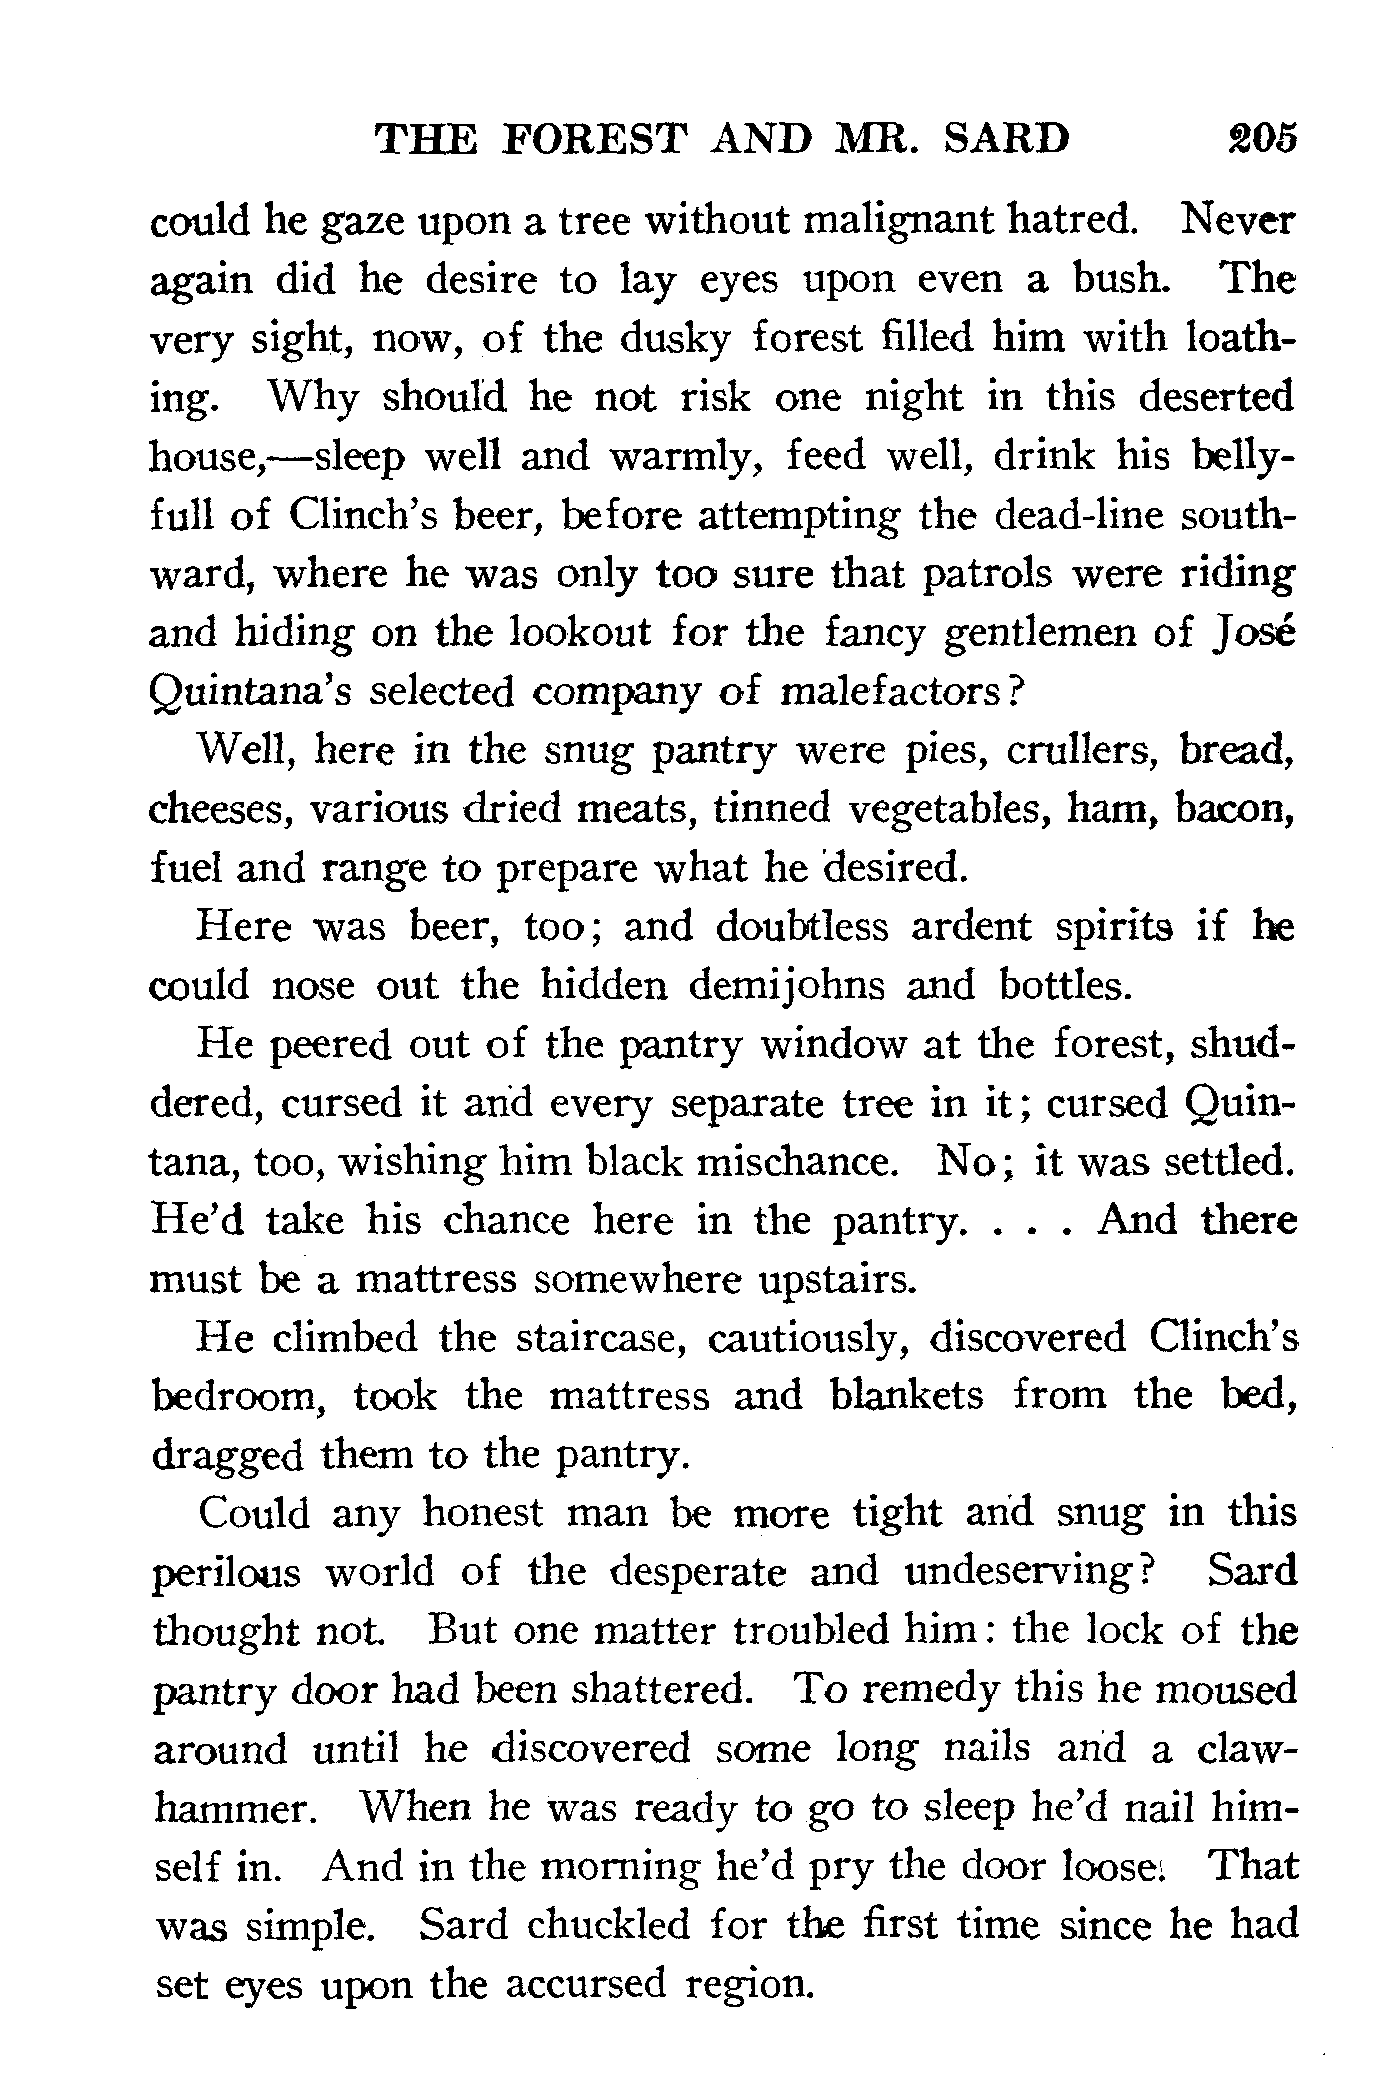 THE FOREST AND MR. SARD 205
could he gaze upon a tree without malignant hatred. Never
again did he desire to lay eyes upon even a bush. The
very sight, now, of the dusky forest filled him with loath-
ing. Why should he not risk one night in this deserted
house,—sleep well and warmly, feed well, drink his belly-
full of Clinch's beer, before attempting the dead-line south-
ward, where he was only too sure that patrols were riding
and hiding on the lookout for the fancy gentlemen of José
Quintana's selected company of malefactors?
Well, here in the snug pantry were pies, crullers, bread,
cheeses, various dried meats, tinned vegetables, ham, bacon,
fuel and range to prepare what he desired.
Here was beer, too; and doubtless ardent spirits if he
could nose out the hidden demijohns and bottles.
He peered out of the pantry window at the forest, shud-
dered, cursed it and every separate tree in it; cursed Quin-
tana, too, wishing him black mischance. No; it was settled.
He'd take his chance here in the pantry. . . . And there
must be a mattress somewhere upstairs.
He climbed the staircase, cautiously, discovered Clinch's
bedroom, took the mattress and blankets from the bed,
dragged them to the pantry.
Could any honest man be more tight and snug in this
perilous world of the desperate and undeserving? Sard
thought not. But one matter troubled him: the lock of the
pantry door had been shattered. To remedy this he moused
around until he discovered some long nails and a claw-
hammer. When he was ready to go to sleep he'd nail him-
self in. And in the morning he'd pry the door loose. That
was simple. Sard chuckled for the first time since he had
set eyes upon the accursed region.